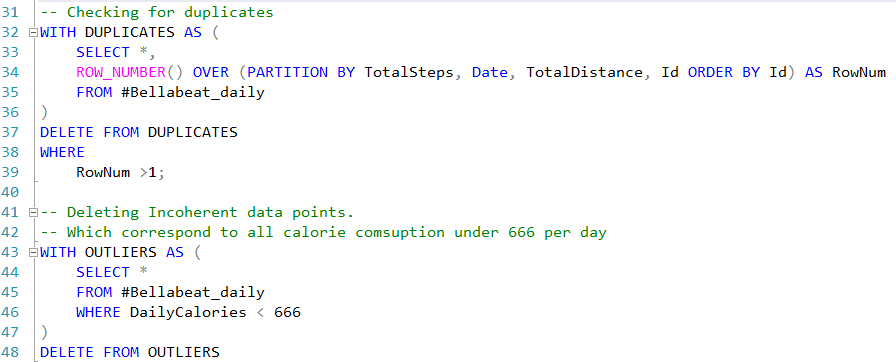 31 -- Checking for duplicates
32 WITH DUPLICATES AS (
33     SELECT *,
34     ROW_NUMBER() OVER (PARTITION BY TotalSteps, Date, TotalDistance, Id ORDER BY Id) AS RowNum
35     FROM #Bellabeat_daily
36 )
37 DELETE FROM DUPLICATES
38 WHERE
39     RowNum >1;
40
41 -- Deleting Incoherent data points.
42 -- Which correspond to all calorie comsuption under 666 per day
43 WITH OUTLIERS AS (
44     SELECT *
45     FROM #Bellabeat_daily
46     WHERE DailyCalories < 666
47 )
48 DELETE FROM OUTLIERS